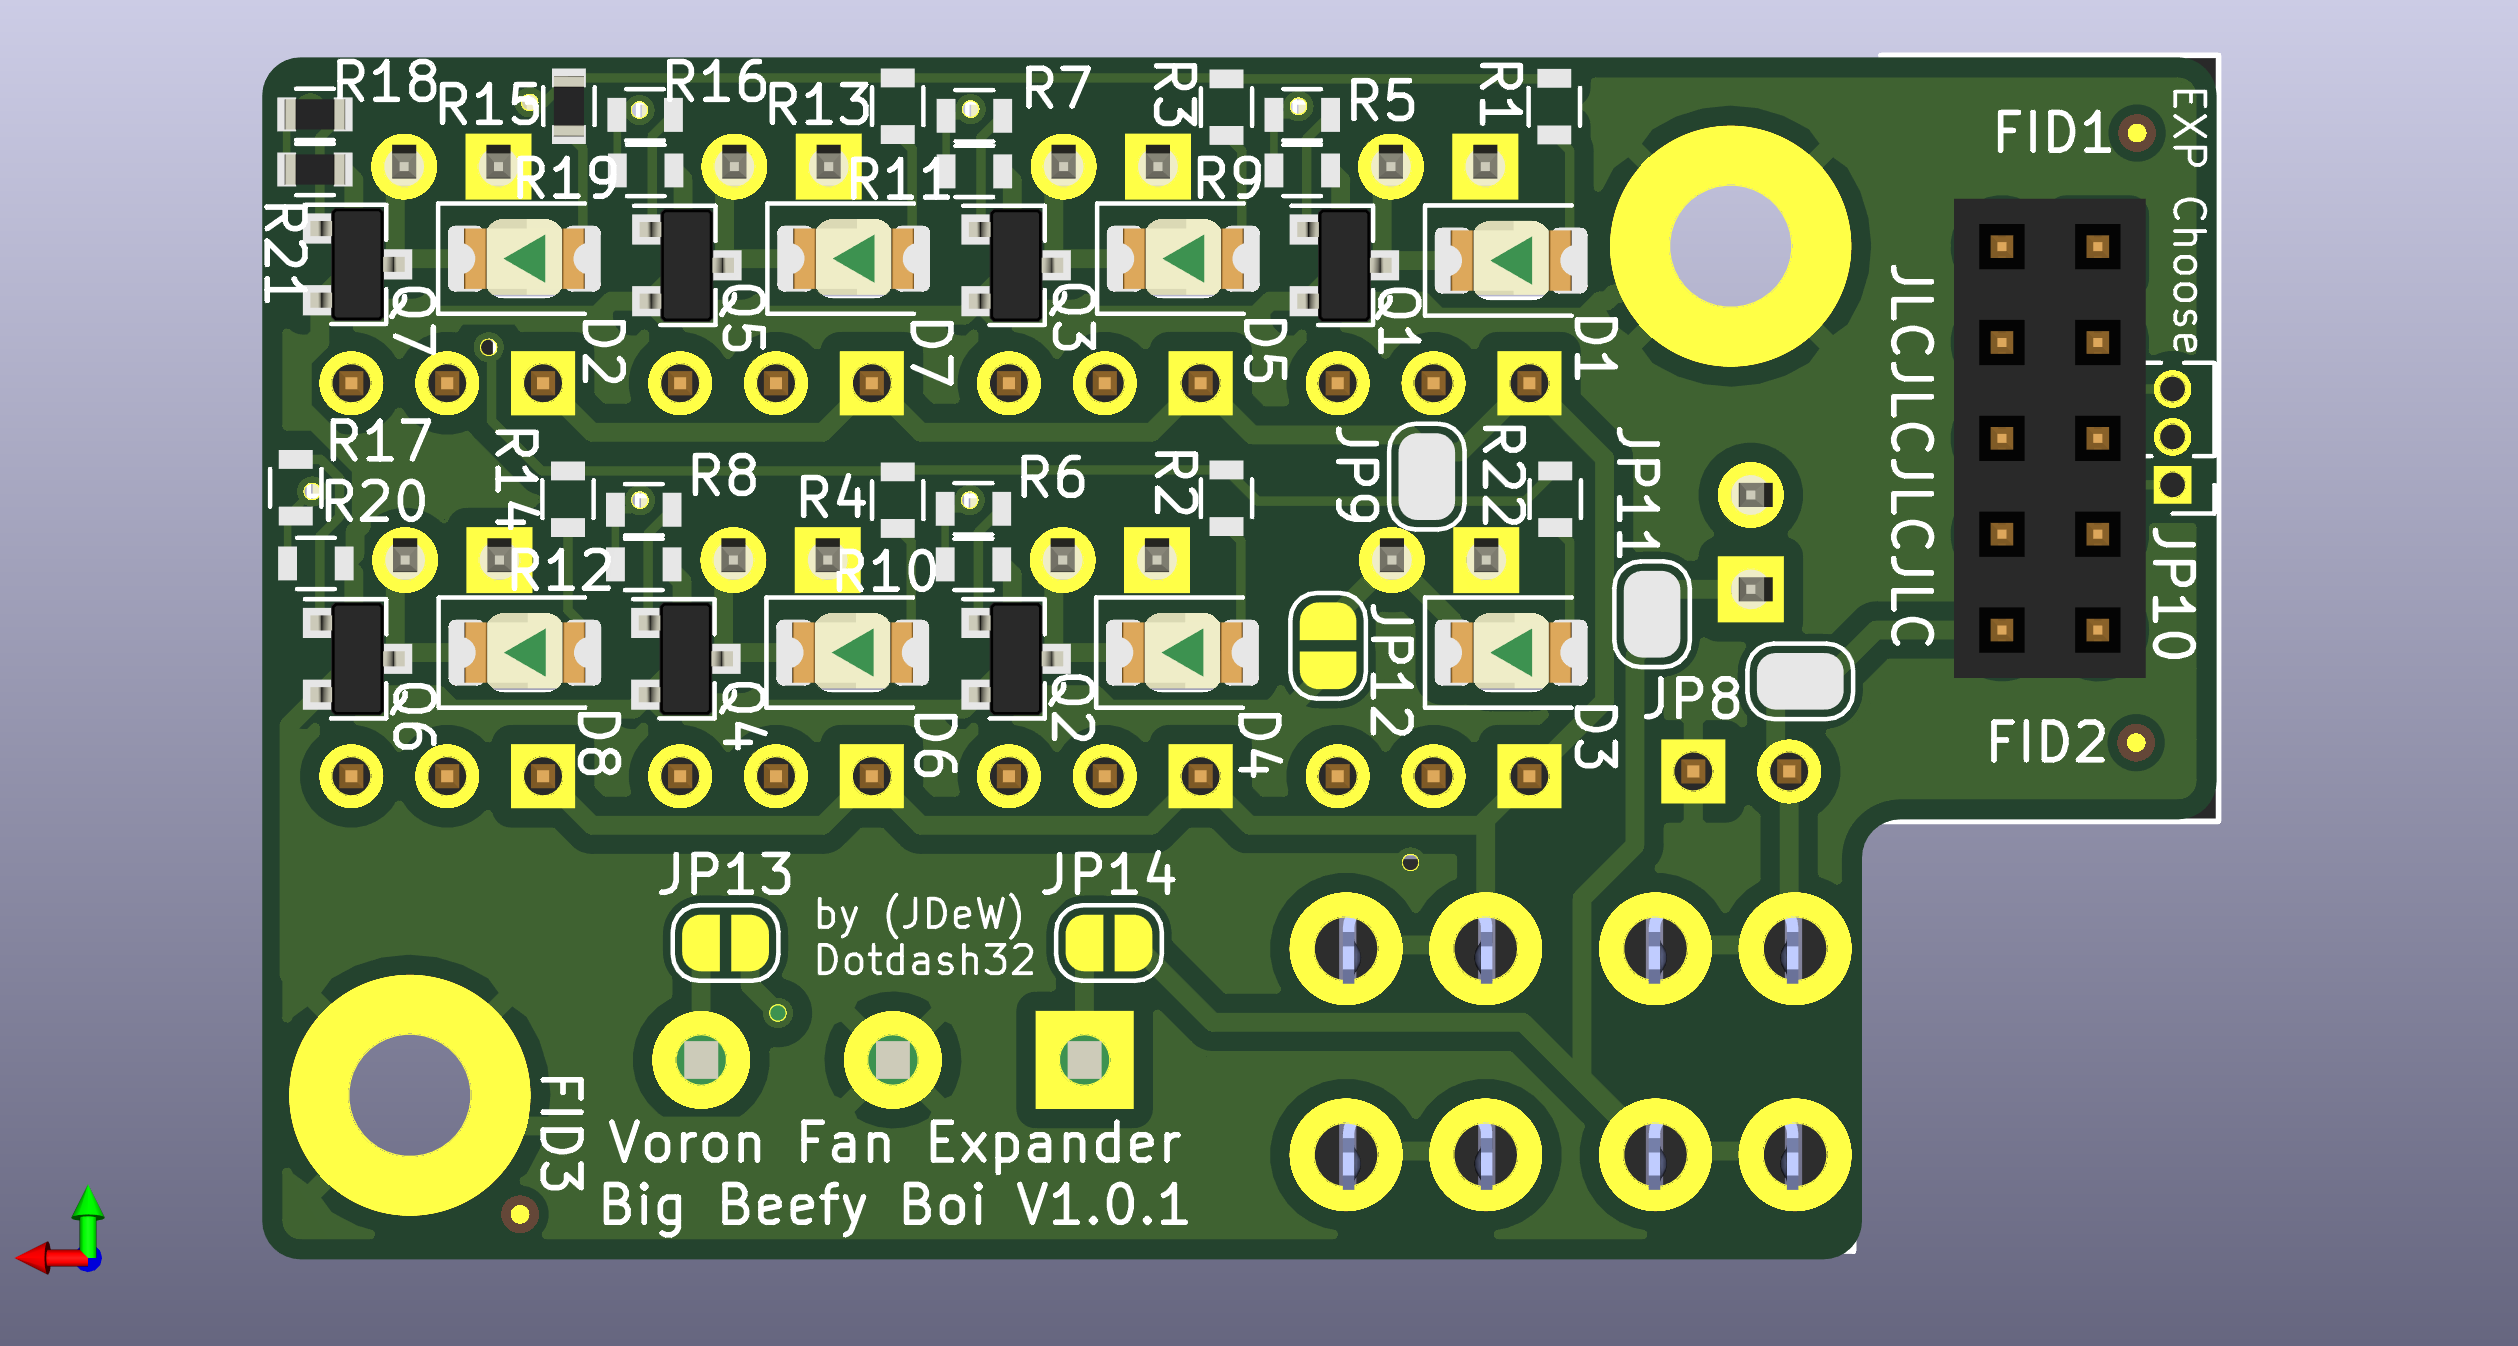 R18
R15
R16
R13
R7
R3
R5
R1
FID1
EXP Choose
R19
R11
R9
R21
Q7
D2
Q5
D7
Q3
D5
Q1
D1
JLCJLCJLCJLC
R17
R14
R8
R4
R6
R2
JP9
R22
JP11
R20
R12
R10
JP12
JP10
Q6
D8
Q4
D6
Q2
D4
D3
JP8
FID2
JP13
JP14
by (JDeW)
Dotdash32
FID3
Voron Fan Expander
Big Beefy Boi V1.0.1